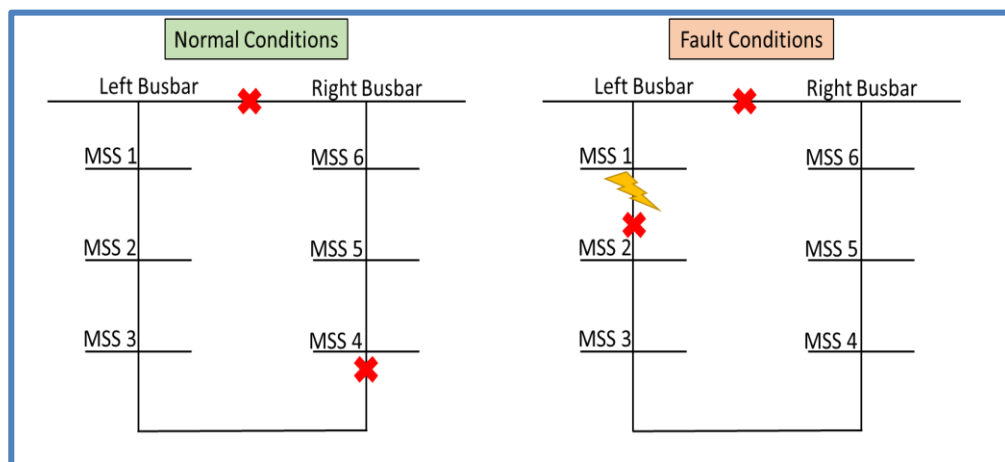 Normal Conditions
Fault Conditions
Left Busbar
Right Busbar
Left Busbar
Right Busbar
MSS 1
MSS 6
MSS 1
MSS 6
MSS 2
MSS 5
MSS 2
MSS 5
MSS 3
MSS 4
MSS 3
MSS 4